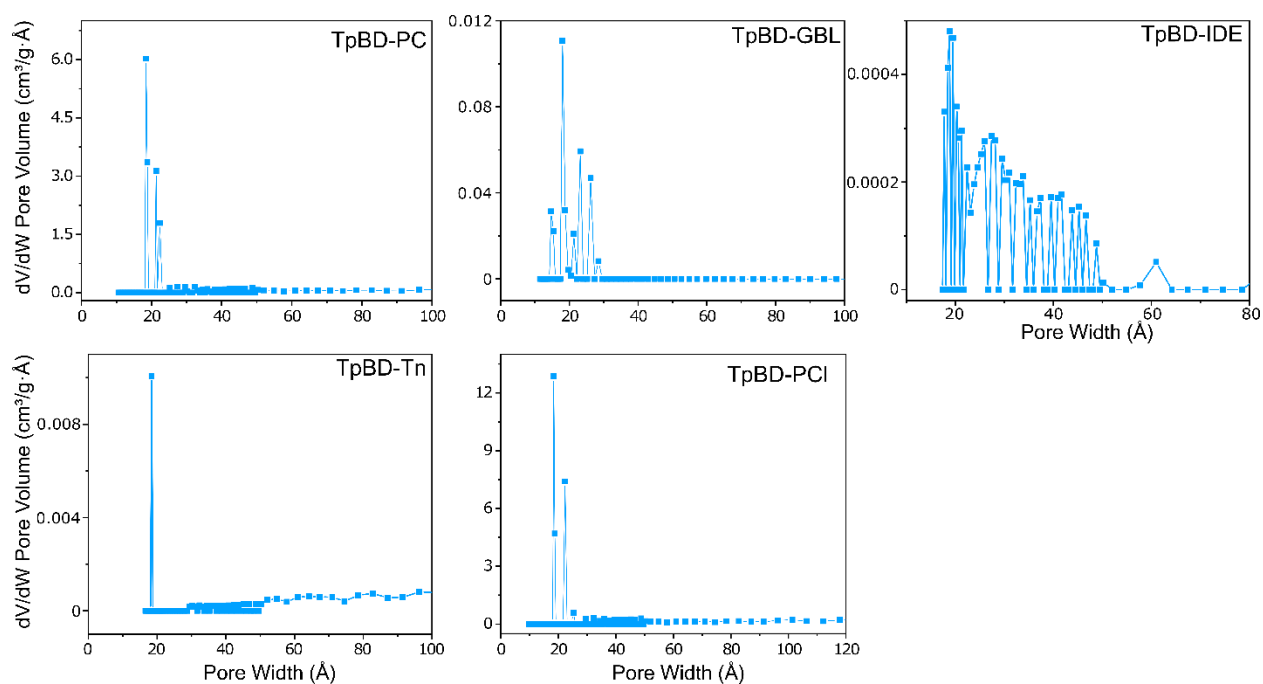 dV/dW Pore Volume (cm³/g·Å)
TpBD-PC
6.0
4.5
3.0
1.5
0.0
0 20 40 60 80 100
TpBD-GBL
0.012
0.008
0.04
0
0 20 40 60 80 100
TpBD-IDE
0.0004
0.0002
0.0000
20 40 60 80
Pore Width (Å)
dV/dW Pore Volume (cm³/g·Å)
TpBD-Tn
0.008
0.004
0
0 20 40 60 80 100
Pore Width (Å)
TpBD-PCl
12
9
6
3
0
0 20 40 60 80 100 120
Pore Width (Å)